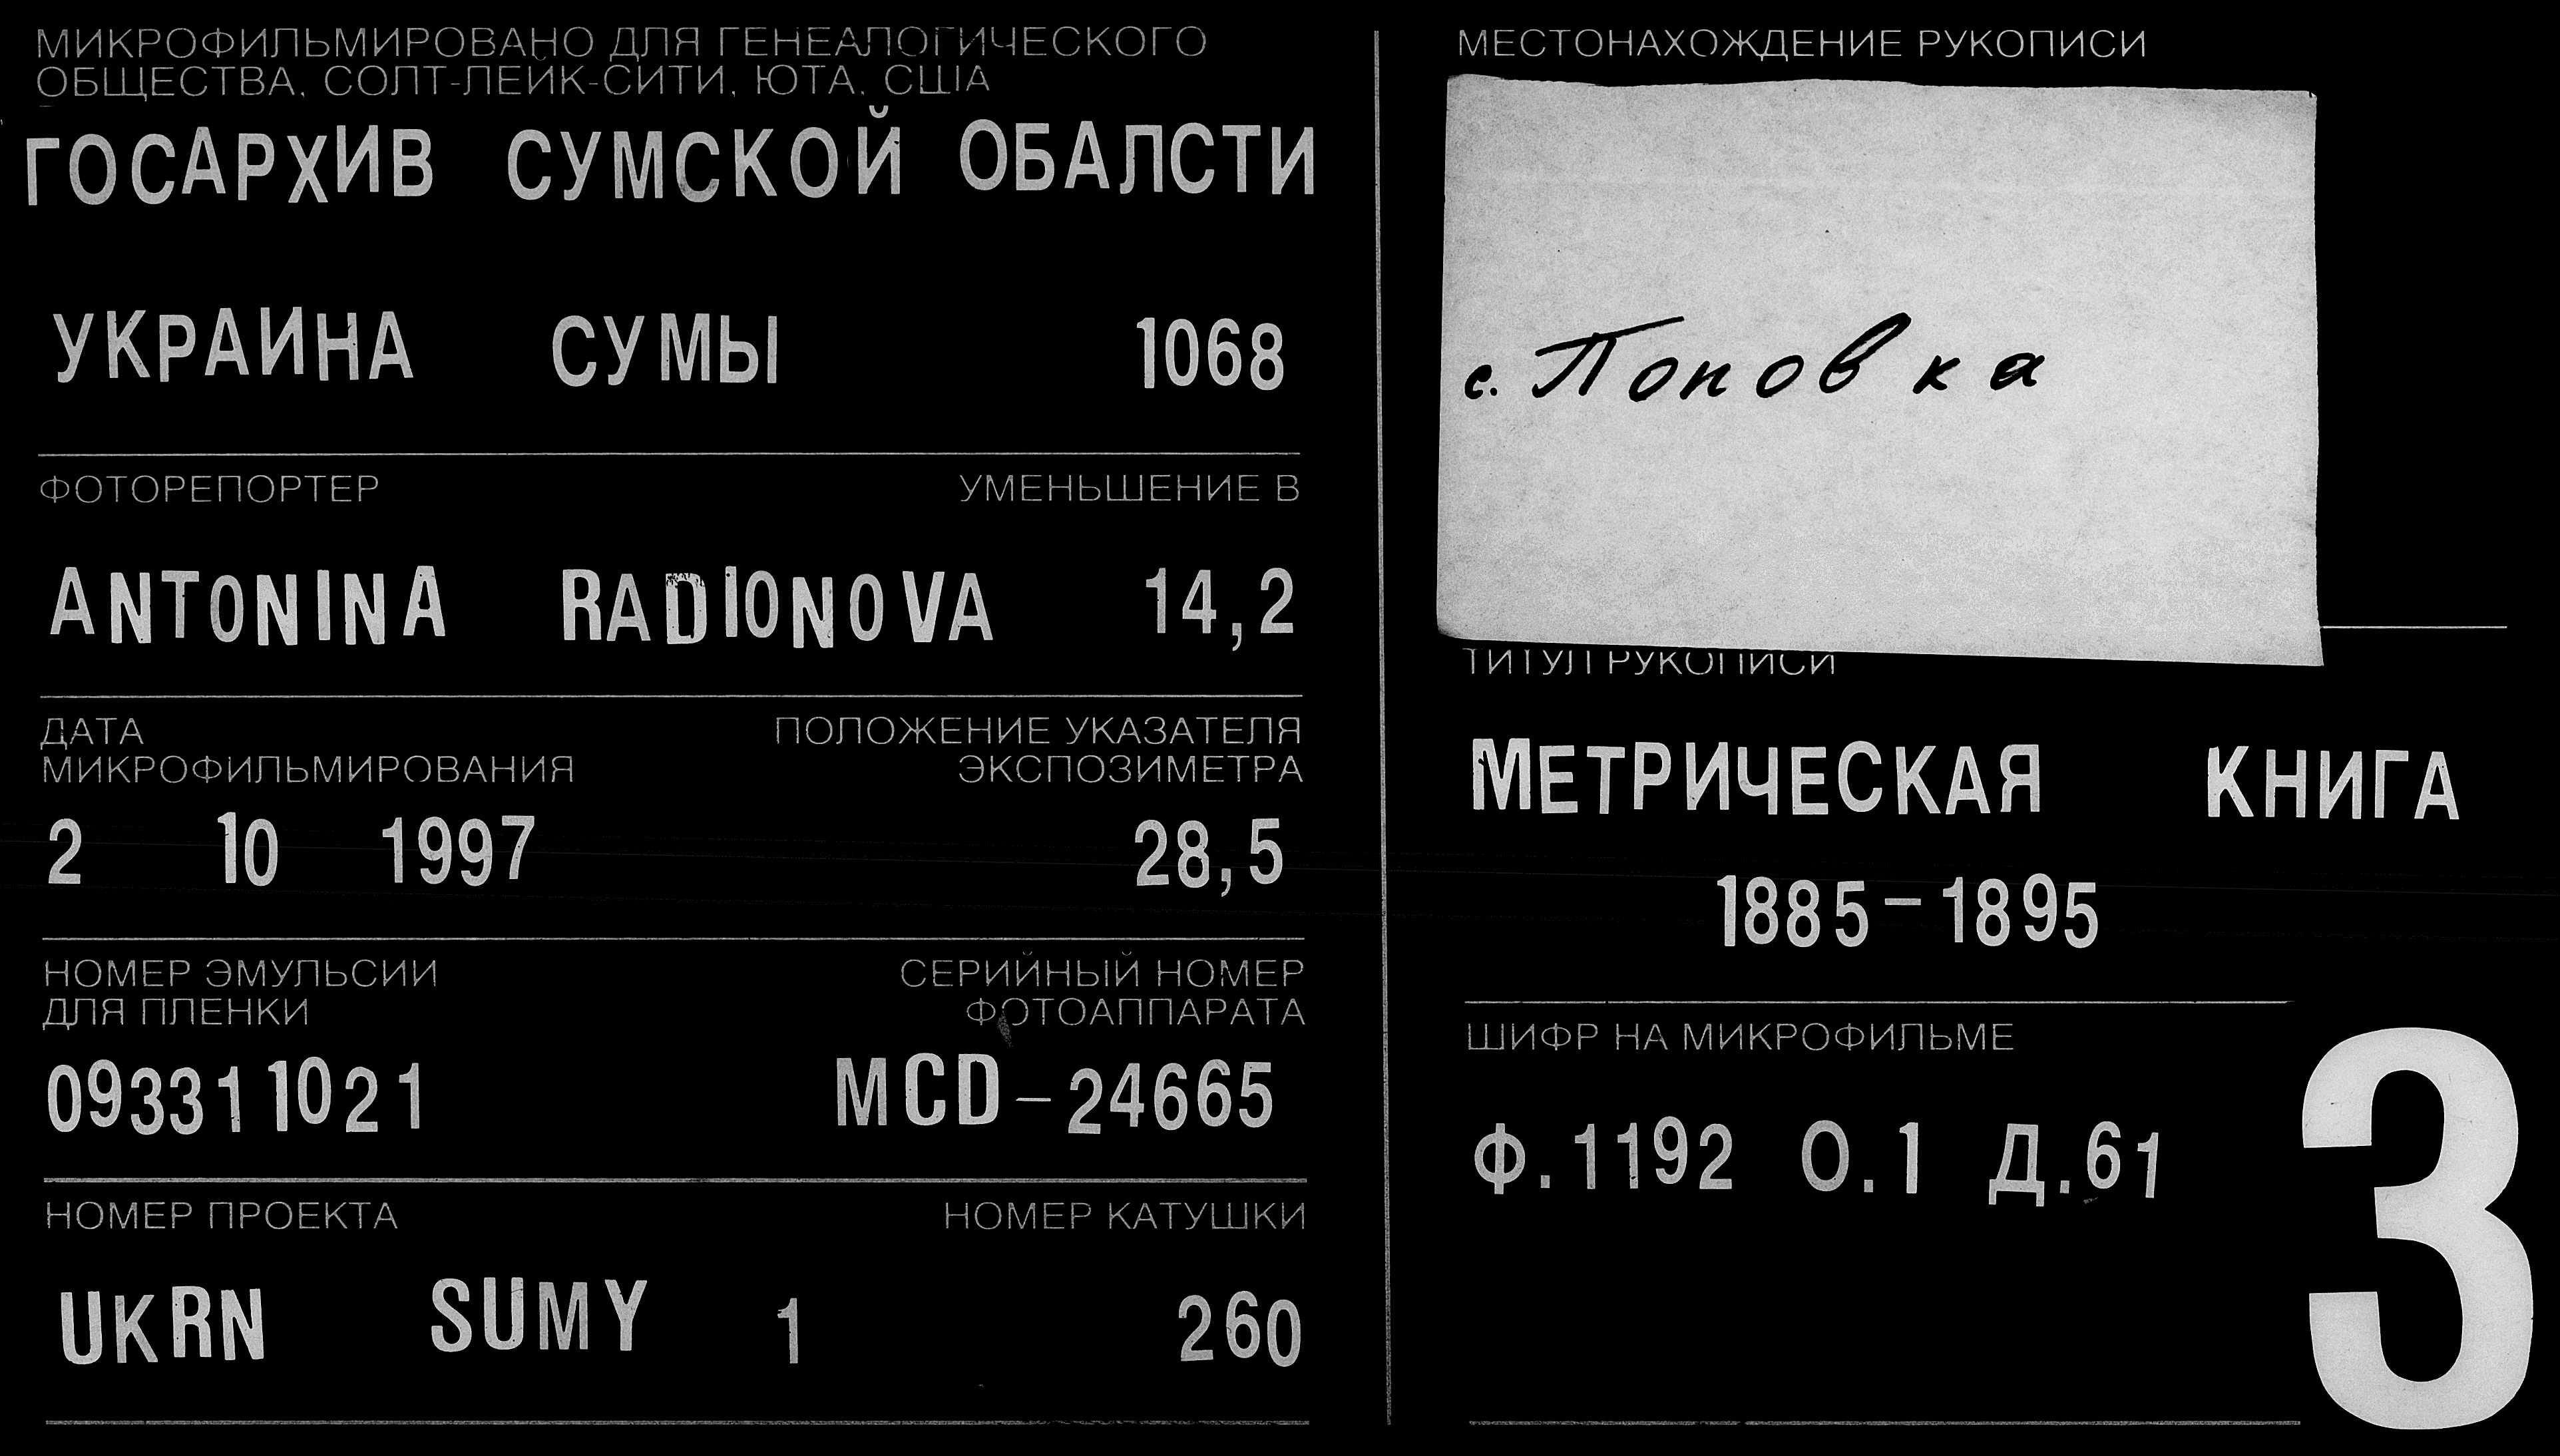 МИКРОФИЛЬМИРОВАНО ДЛЯ ГЕНЕАЛОГИЧЕСКОГО
ОБЩЕСТВА, СОЛТ-ЛЕЙК-СИТИ, ЮТА, США
ГОСАРХИВ СУМСКОЙ ОБАЛСТИ
УКРАИНА СУМЫ 1068
ФОТОРЕПОРТЕР УМЕНЬШЕНИЕ В
ANTONINA RADIONOVA 14,2
ДАТА ПОЛОЖЕНИЕ УКАЗАТЕЛЯ
МИКРОФИЛЬМИРОВАНИЯ ЭКСПОЗИМЕТРА
2 10 1997 28,5
НОМЕР ЭМУЛЬСИИ СЕРИЙНЫЙ НОМЕР
ДЛЯ ПЛЕНКИ ФОТОАППАРАТА
093311021 MCD-24665
НОМЕР ПРОЕКТА НОМЕР КАТУШКИ
UKRN SUMY 1 260
МЕСТОНАХОЖДЕНИЕ РУКОПИСИ
с. Поповка
ТИТУЛ РУКОПИСИ
МЕТРИЧЕСКАЯ КНИГА
1885-1895
ШИФР НА МИКРОФИЛЬМЕ
Ф.1192 О.1 Д.61
3